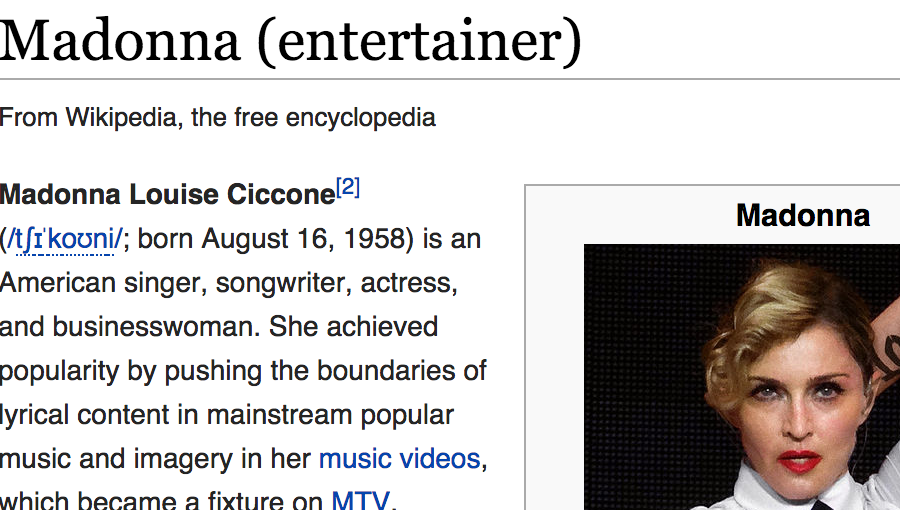 Madonna (entertainer)
From Wikipedia, the free encyclopedia
Madonna Louise Ciccone[2]
(/tʃɪˈkoʊni/; born August 16, 1958) is an
American singer, songwriter, actress,
and businesswoman. She achieved
popularity by pushing the boundaries of
lyrical content in mainstream popular
music and imagery in her music videos,
which became a fixture on MTV.
Madonna